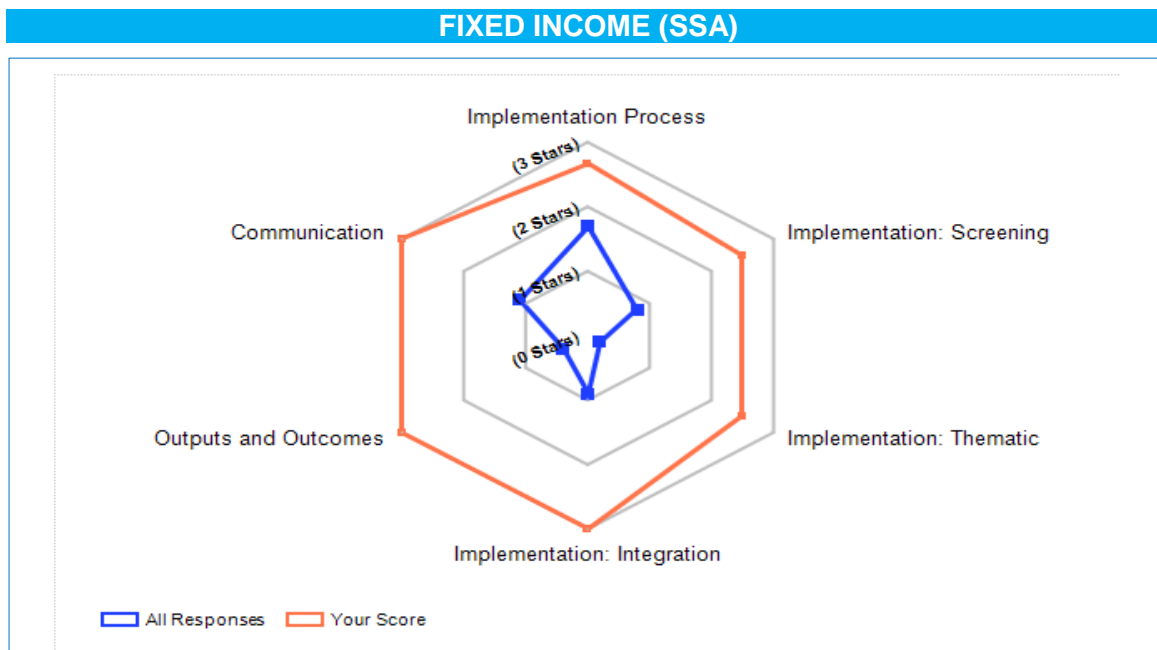 FIXED INCOME (SSA)
Implementation Process
(3 Stars)
(2 Stars)
Communication
Implementation: Screening
(1 Stars)
(0 Stars)
Outputs and Outcomes
Implementation: Thematic
Implementation: Integration
All Responses
Your Score